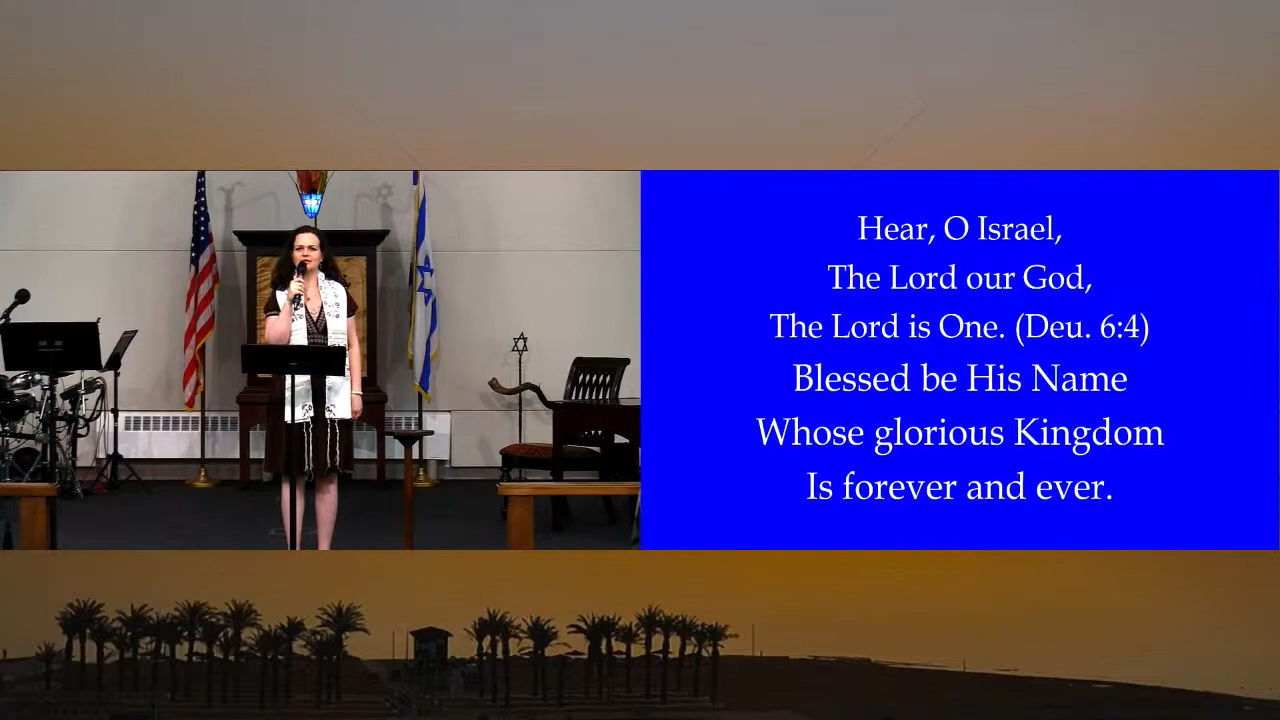 Hear, O Israel,
The Lord our God,
The Lord is One. (Deu. 6:4)
Blessed be His Name
Whose glorious Kingdom
Is forever and ever.